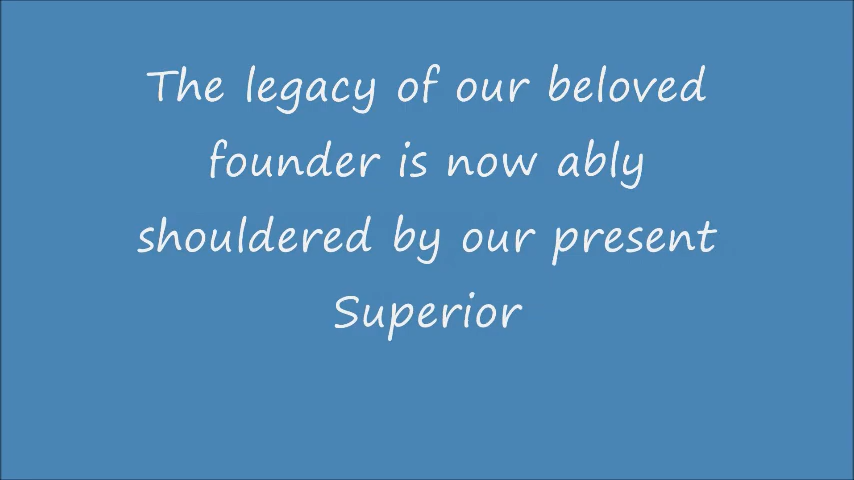 The legacy of our beloved
founder is now ably
shouldered by our present
Superior